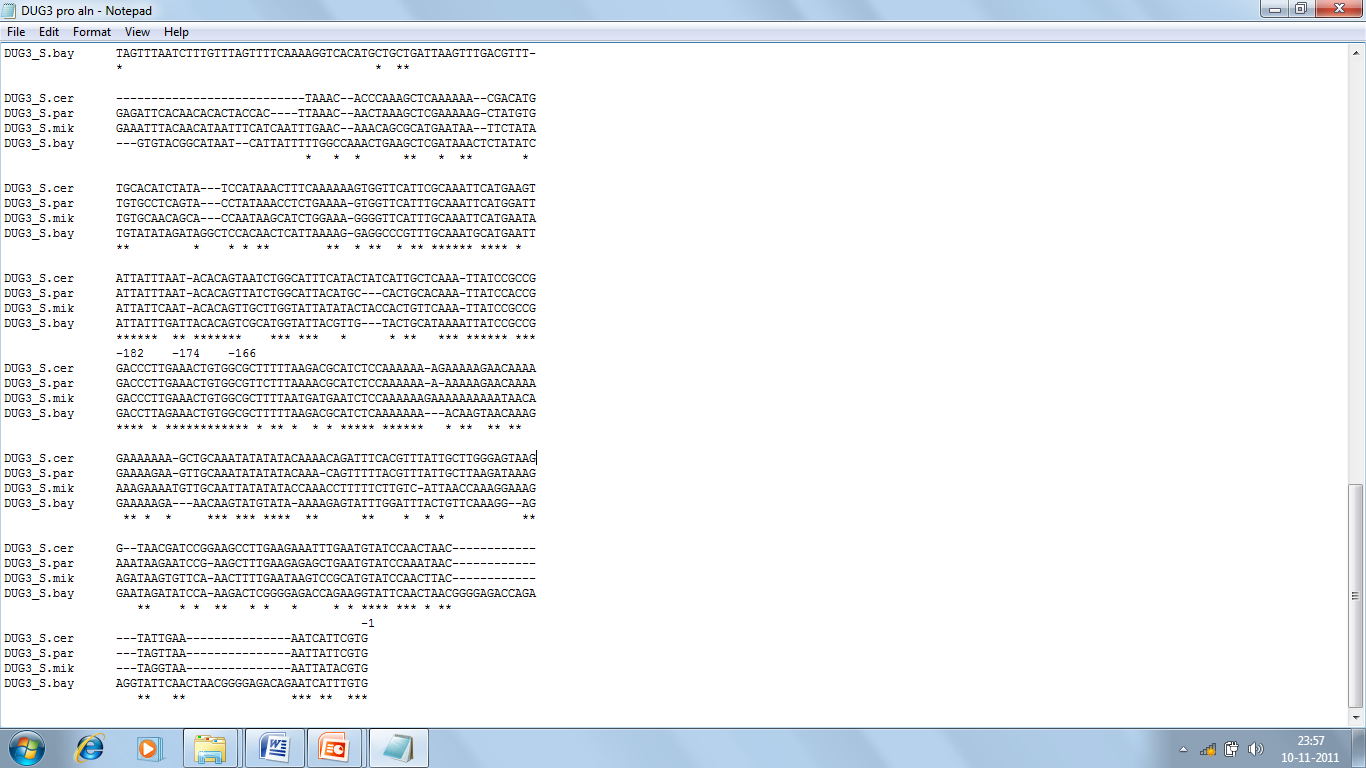 DUG3 pro aln - Notepad
File Edit Format View Help
DUG3_S.bay      TAGTTTAATCTTTGTTTAGTTTTCAAAAGGTCACATGCTGCTGATTAAGTTTGACGTTT-
                *                                    *  **
DUG3_S.cer      ---------------------------TAAAC--ACCCAAAGCTCAAAAAA--CGACATG
DUG3_S.par      GAGATTCACAACACACTACCAC----TTAAAC--AACTAAAGCTCGAAAAAG-CTATGTG
DUG3_S.mik      GAAATTTACAACATAATTTCATCAATTTGAAC--AAACAGCGCATGAATAA--TTCTATA
DUG3_S.bay      ---GTGTACGGCATAAT--CATTATTTTTGGCCAAACTGAAGCTCGATAAACTCTATATC
                                           *   *  *      **   *  **       *
DUG3_S.cer      TGCACATCTATA---TCCATAAACTTTCAAAAAAGTGGTTCATTCGCAAATTCATGAAGT
DUG3_S.par      TGTGCCTCAGTA---CCTATAAACCTCTGAAAA-GTGGTTCATTTGCAAATTCATGGATT
DUG3_S.mik      TGTGCAACAGCA---CCAATAAGCATCTGGAAA-GGGGTTCATTTGCAAATTCATGAATA
DUG3_S.bay      TGTATATAGATAGGCTCCACAACTCATTAAAAG-GAGGCCCGTTTGCAAATGCATGAATT
                **         *    * * **        **  * **  * ** ****** **** *
DUG3_S.cer      ATTATTTAAT-ACACAGTAATCTGGCATTTCATACTATCATTGCTCAAA-TTATCCGCCG
DUG3_S.par      ATTATTTAAT-ACACAGTTATCTGGCATTACATGC---CACTGCACAAA-TTATCCACCG
DUG3_S.mik      ATTATTCAAT-ACACAGTTGCTTGGTATTATATACTACCACTGTTCAAA-TTATCCGCCG
DUG3_S.bay      ATTATTTGATTACACAGTCGCATGGTATTACGTTG---TACTGCATAAAATTATCCGCCG
                ******  ** *******    *** ***   *      * **   *** ****** ***
                -182    -174    -166
DUG3_S.cer      GACCCTTGAAACTGTGGCGCTTTTTAAGACGCATCTCCAAAAAA-AGAAAAAGAACAAAA
DUG3_S.par      GACCCTTGAAACTGTGGCGTTCTTTAAAACGCATCTCCAAAAAA-A-AAAAAGAACAAAA
DUG3_S.mik      GACCCTTGAAACTGTGGCGCTTTTAATGATGAATCTCCAAAAAAGAAAAAAAAAATAACA
DUG3_S.bay      GACCTTAGAAACTGTGGCGCTTTTTAAGACGCATCTCAAAAAAA---ACAAGTAACAAAG
                **** * ************ * **  *  * * ***** ******   * **  ** **
DUG3_S.cer      GAAAAAAA-GCTGCAAATATATATACAAAACAGATTTCACGTTTATTGCTTGGGAGTAAG
DUG3_S.par      GAAAAGAA-GTTGCAAATATATATACAAA-CAGTTTTTACGTTTATTGCTTAAGATAAAG
DUG3_S.mik      AAAGAAAATGTTGCAATTATATATACCAAACCTTTTTCTTGTC-ATTAACCAAGGAAAG
DUG3_S.bay      GAAAAAGA---AACAAGTATGTATA-AAAAGAGTATTTGGATTTACTGTTCAAAGG--AG
                 ** *  *     *** *** ****  **      **    *  * *           **
DUG3_S.cer      G--TAACGATCCGGAAGCCTTGAAGAAATTTGAATGTATCCAACTAAC------------
DUG3_S.par      AAATAAGAATCCG-AAGCTTTGAAGAGAGCTGAATGTATCCAAATAAC------------
DUG3_S.mik      AGATAAGTGTTCA-AACTTTTGAATAAGTCCGCATGTATCCAACTTAC------------
DUG3_S.bay      GAATAGATATCCA-AAGACTCGGGGAGACCAGAAGGTATTCAACTAACGGGGAGACCAGA
                   **    * *  **   * *   *     * * **** *** * **
                                                   -1
DUG3_S.cer      ---TATTGAA---------------AATCATTCGTG
DUG3_S.par      ---TAGTTAA---------------AATTATTCGTG
DUG3_S.mik      ---TAGGTAA---------------AATTATACGTG
DUG3_S.bay      AGGTATTCAACTAACGGGGAGACAGAATCATTTGTG
                   **   **               *** **  ***
23:57
10-11-2011